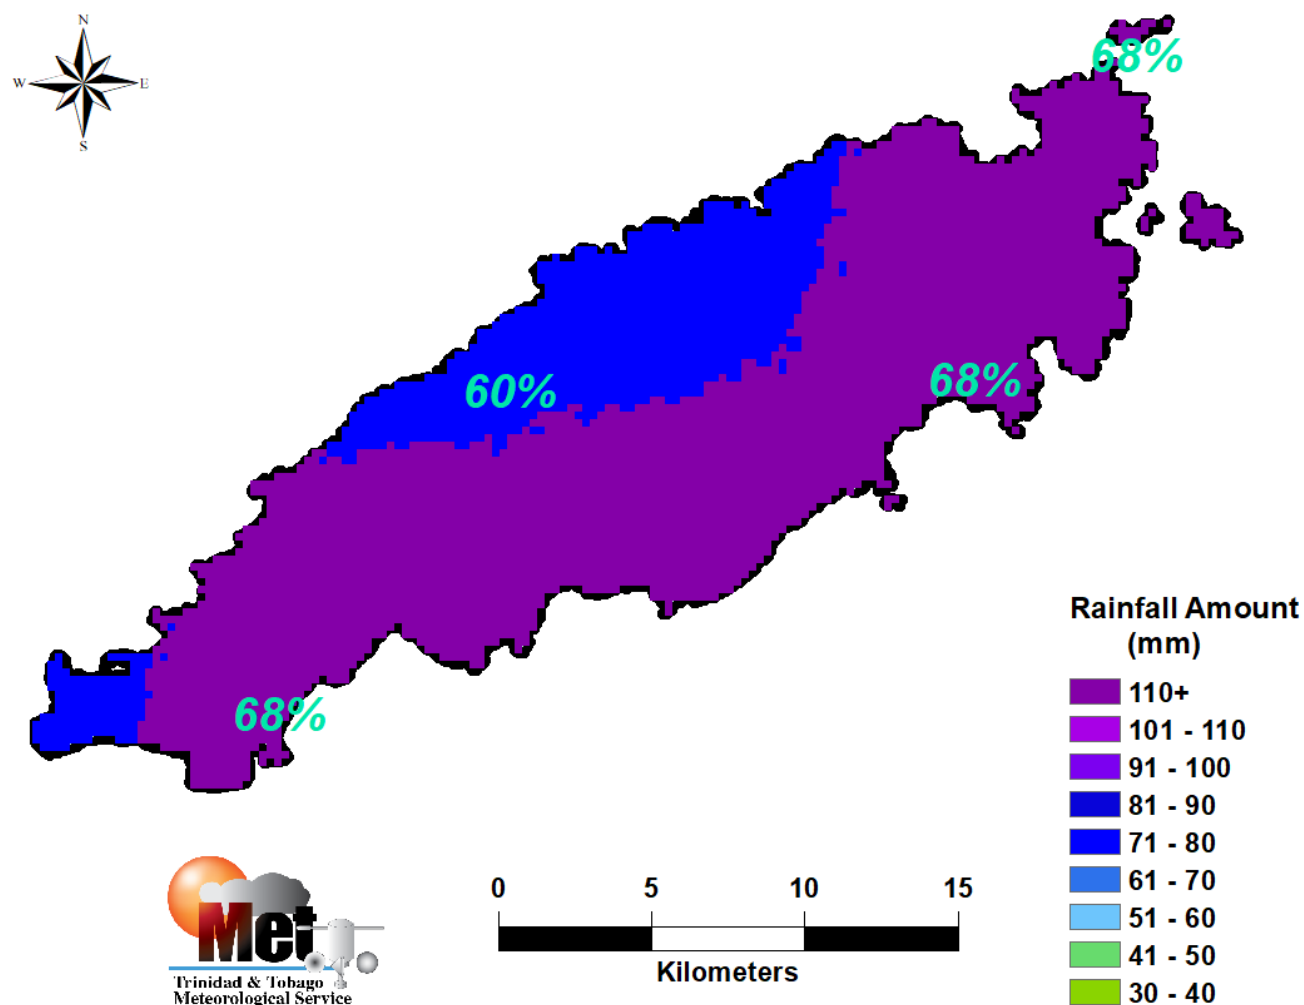 N
W E
S
68%
60%
68%
68%
Rainfall Amount
(mm)
110+
101 - 110
91 - 100
81 - 90
71 - 80
61 - 70
51 - 60
41 - 50
30 - 40
0 5 10 15
Kilometers
Met
Trinidad & Tobago
Meteorological Service